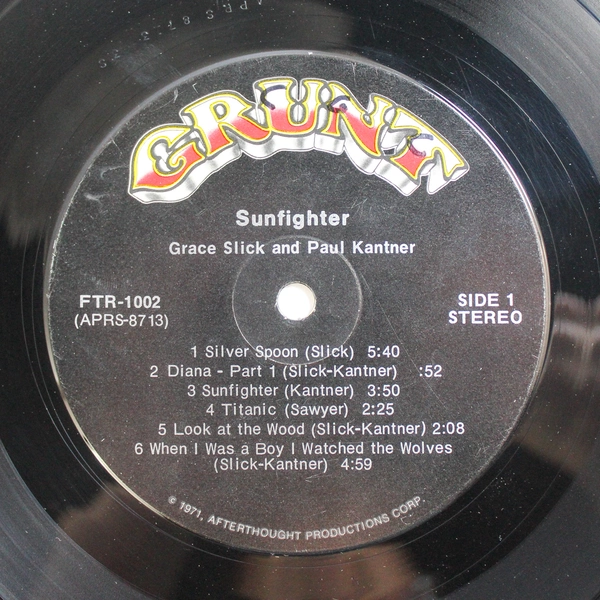 GRUNT
Sunfighter
Grace Slick and Paul Kantner
FTR-1002
(APRS-8713)
SIDE 1
STEREO
1 Silver Spoon (Slick) 5:40
2 Diana - Part 1 (Slick-Kantner) :52
3 Sunfighter (Kantner) 3:50
4 Titanic (Sawyer) 2:25
5 Look at the Wood (Slick-Kantner) 2:08
6 When I Was a Boy I Watched the Wolves
(Slick-Kantner) 4:59
© 1971, AFTERTHOUGHT PRODUCTIONS CORP.